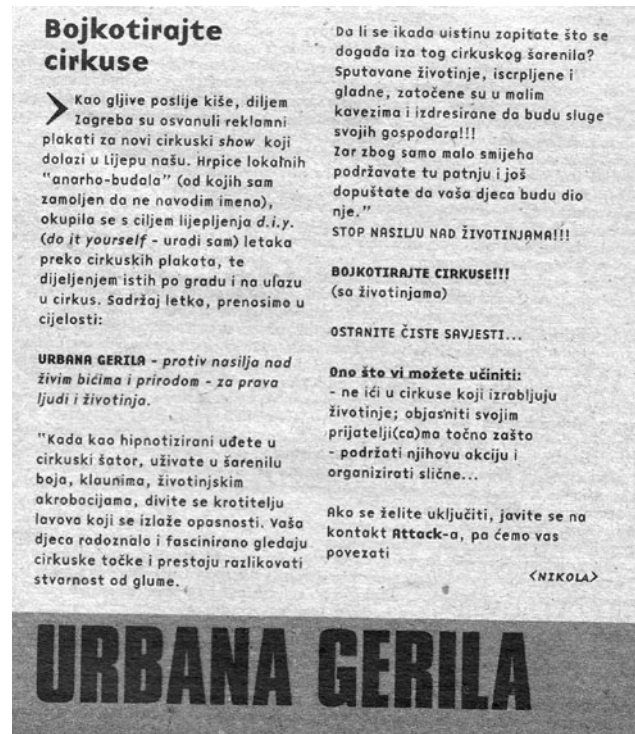 Bojkotirajte
cirkuse
> Kao gljive poslije kiše, diljem
Zagreba su osvanuli reklamni
plakati za novi cirkuski show koji
dolazi u Lijepu našu. Hrpice lokalnih
"anarho-budala" (od kojih sam
zamoljen da ne navodim imena),
okupila se s ciljem lijepljenja d.i.y.
(do it yourself - uradi sam) letaka
preko cirkuskih plakata, te
dijeljenjem istih po gradu i na ulazu
u cirkus. Sadržaj letka, prenosimo u
cijelosti:
URBANA GERILA - protiv nasilja nad
živim bićima i prirodom - za prava
ljudi i životinja.
"Kada kao hipnotizirani uđete u
cirkuski šator, uživate u šarenilu
boja, klaunima, životinjskim
akrobacijama, divite se krotitelju
lavova koji se izlaže opasnosti. Vaša
djeca radoznalo i fascinirano gledaju
cirkuske točke i prestaju razlikovati
stvarnost od glume.
Da li se ikada uistinu zapitate što se
događa iza tog cirkuskog šarenila?
Sputavane životinje, iscrpljene i
gladne, zatočene su u malim
kavezima i izdresirane da budu sluge
svojih gospodara!!!
Zar zbog samo malo smijeha
podržavate tu patnju i još
dopuštate da vaša djeca budu dio
nje."
STOP NASILJU NAD ŽIVOTINJAMA!!!
BOJKOTIRAJTE CIRKUSE!!!
(sa životinjama)
OSTANITE ČISTE SAVJESTI...
Ono što vi možete učiniti:
- ne ići u cirkuse koji izrabljuju
životinje; objasniti svojim
prijatelji(ca)ma točno zašto
- podržati njihovu akciju i
organizirati slične...
Ako se želite uključiti, javite se na
kontakt Attack-a, pa ćemo vas
povezati
<NIKOLA>
URBANA GERILA